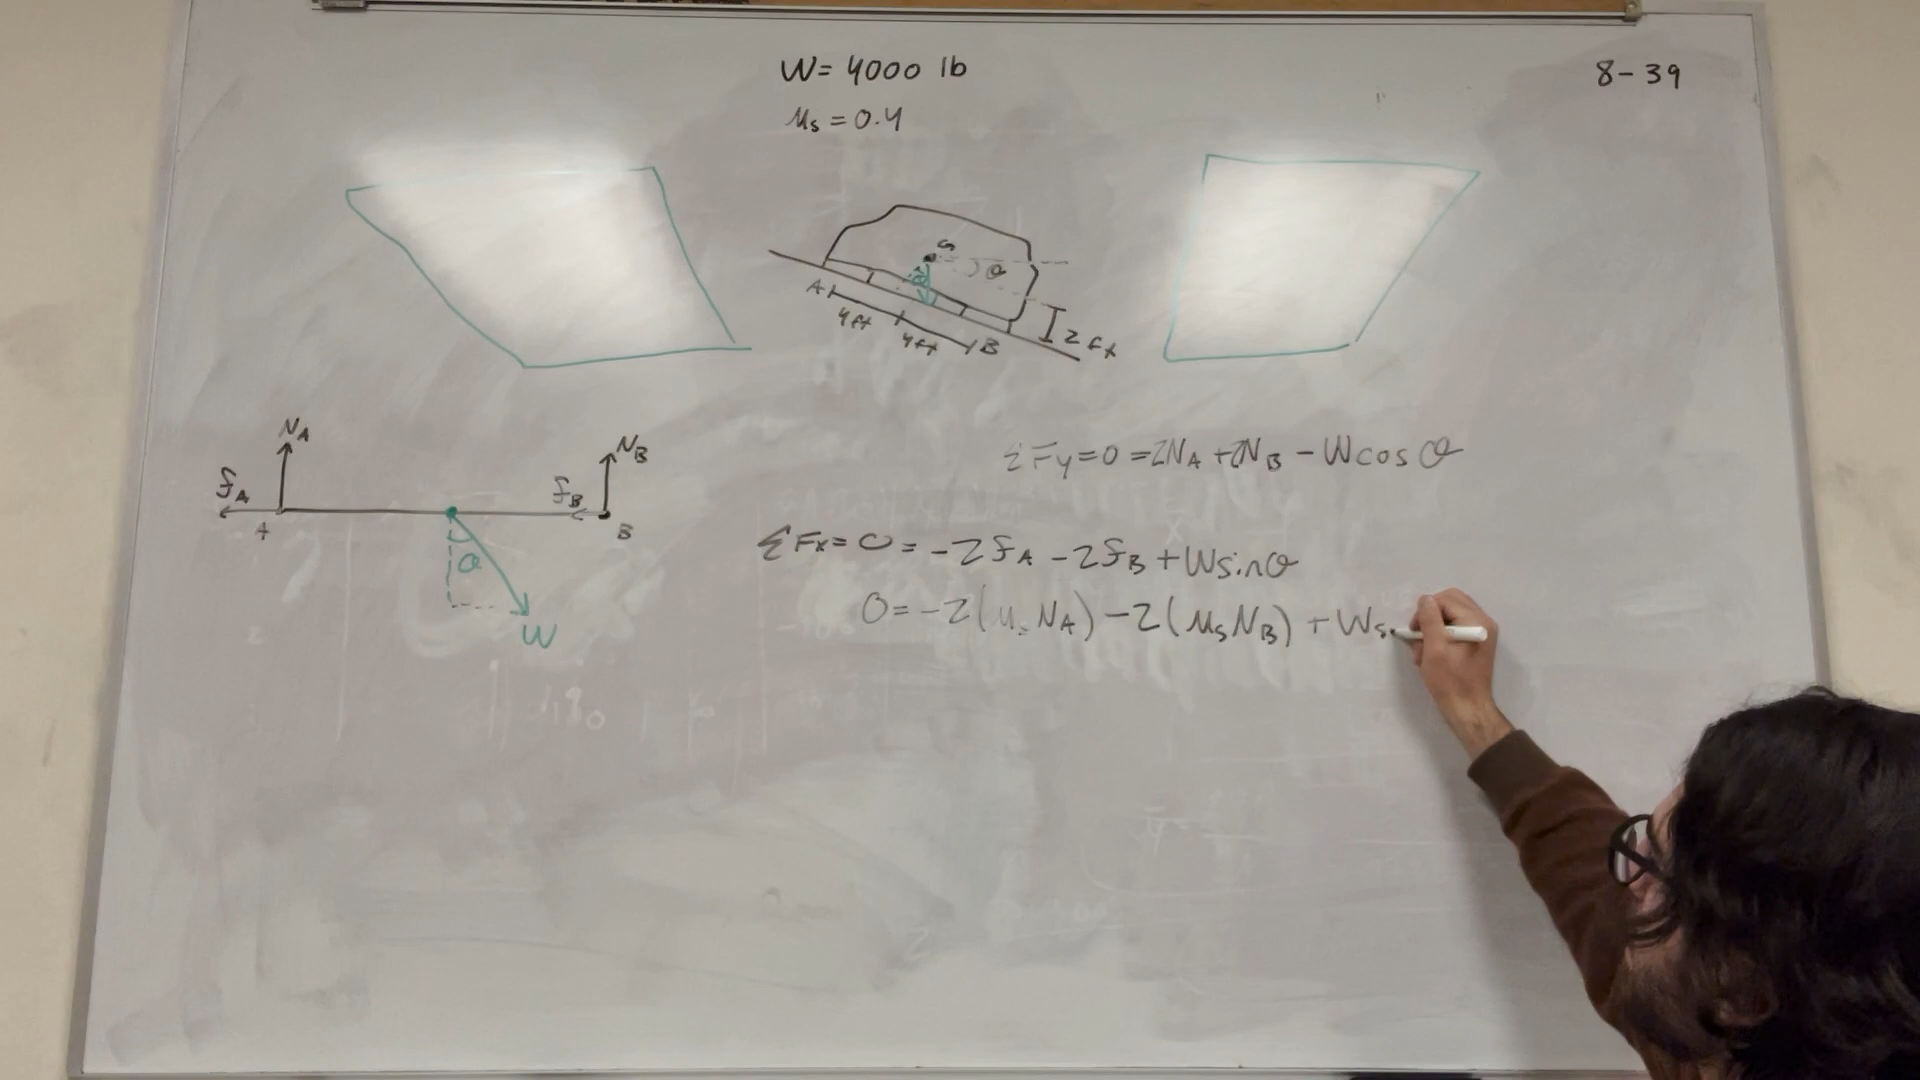 W = 4000 lb
8-39
μs = 0.4
G
θ
θ
A
4ft
4ft
B
2 ft
NA
NB
fA
fB
A
B
θ
W
ΣFy = 0 = 2NA + 2NB - W cos θ
ΣFx = 0 = -2fA - 2fB + W sin θ
0 = -2(μs NA) - 2(μs NB) + W s